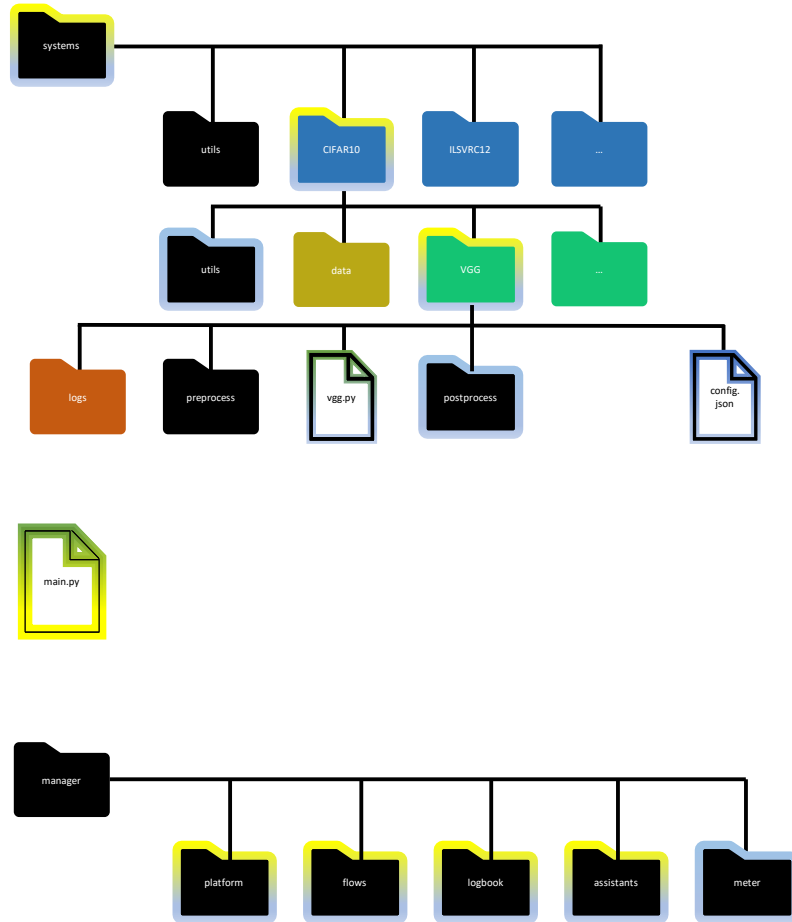 systems
utils
CIFAR10
ILSVRC12
...
utils
data
VGG
...
logs
preprocess
vgg.py
postprocess
config.
json
main.py
manager
platform
flows
logbook
assistants
meter